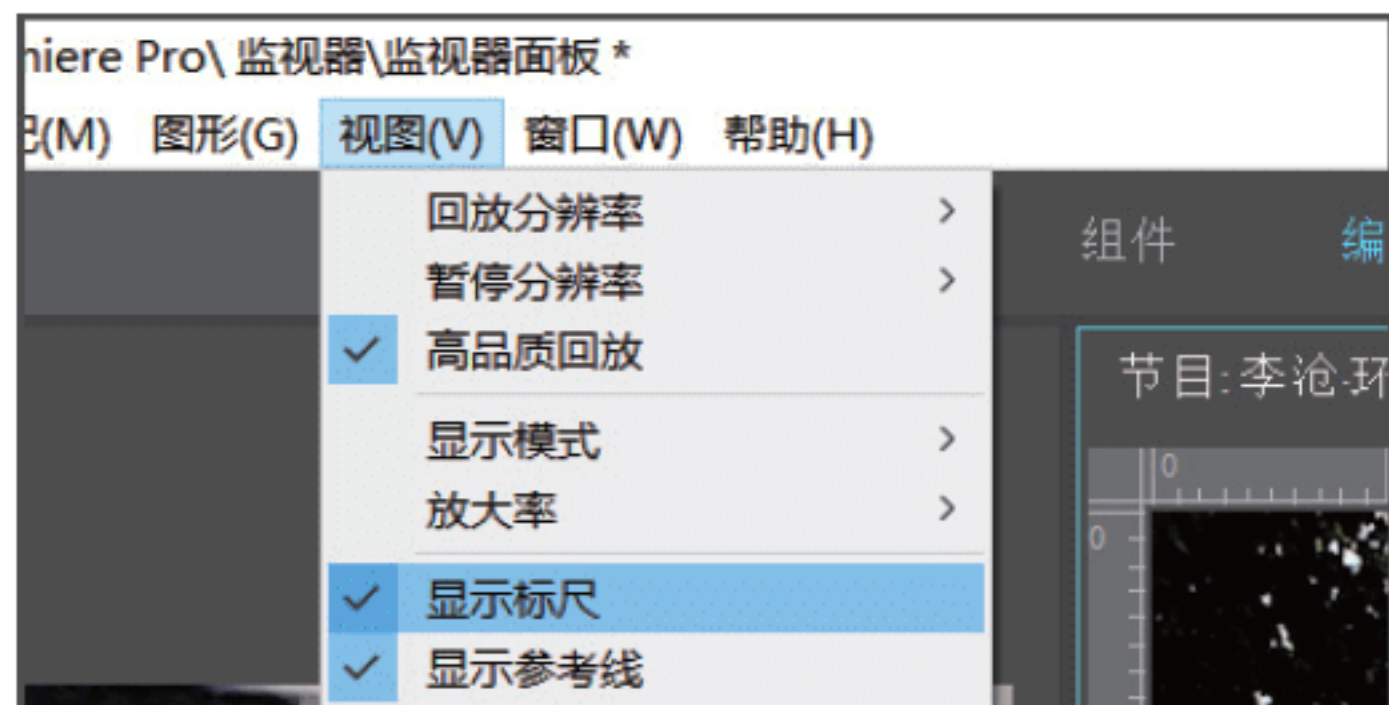 niere Pro\ 监视器\监视器面板 *
(M) 图形(G) 视图(V) 窗口(W) 帮助(H)
回放分辨率
暂停分辨率
高品质回放
显示模式
放大率
显示标尺
显示参考线
组件 编
节目: 李沧.环
0
0